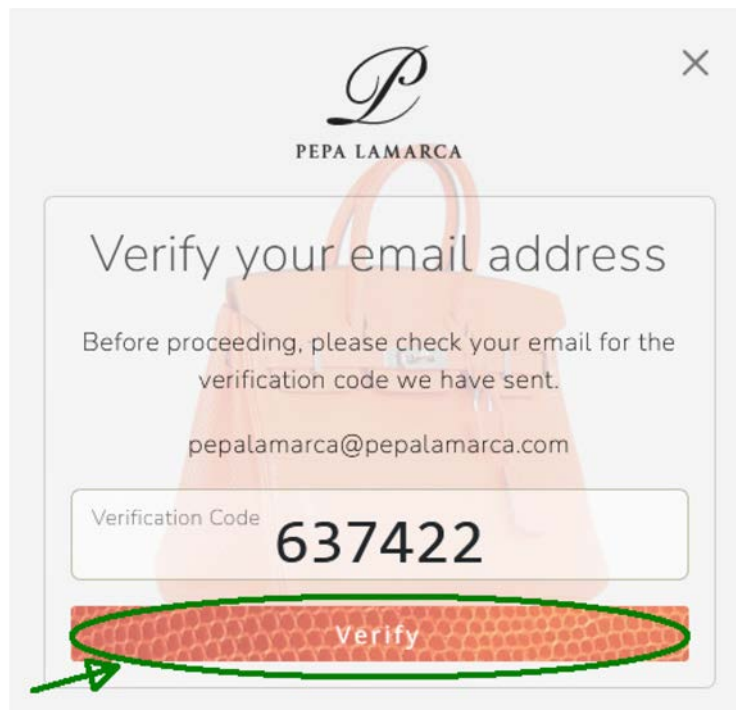 P
PEPA LAMARCA
Verify your email address
Before proceeding, please check your email for the
verification code we have sent.
pepalamarca@pepalamarca.com
Verification Code
637422
Verify